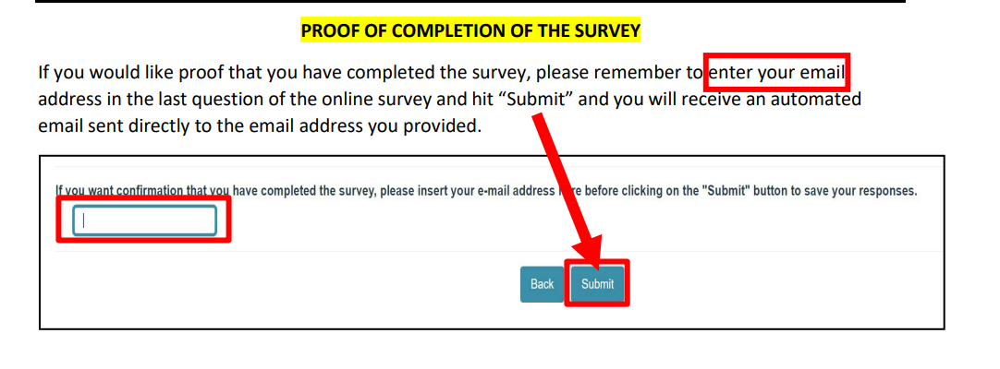 PROOF OF COMPLETION OF THE SURVEY
If you would like proof that you have completed the survey, please remember to enter your email
address in the last question of the online survey and hit “Submit” and you will receive an automated
email sent directly to the email address you provided.
If you want confirmation that you have completed the survey, please insert your e-mail address here before clicking on the "Submit" button to save your responses.
Back
Submit